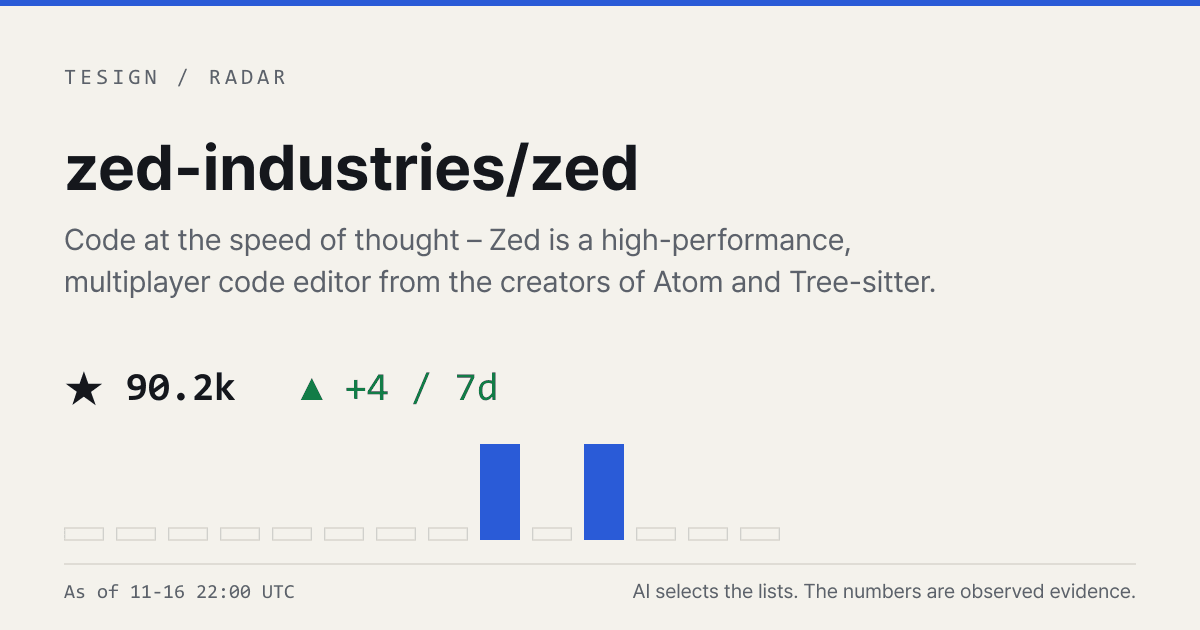 TESIGN / RADAR
zed-industries/zed
Code at the speed of thought – Zed is a high-performance,
multiplayer code editor from the creators of Atom and Tree-sitter.
★ 90.2k ▲ +4 / 7d
As of 11-16 22:00 UTC
AI selects the lists. The numbers are observed evidence.